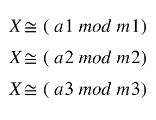 X≅( a1 mod m1)
X≅( a2 mod m2)
X≅( a3 mod m3)